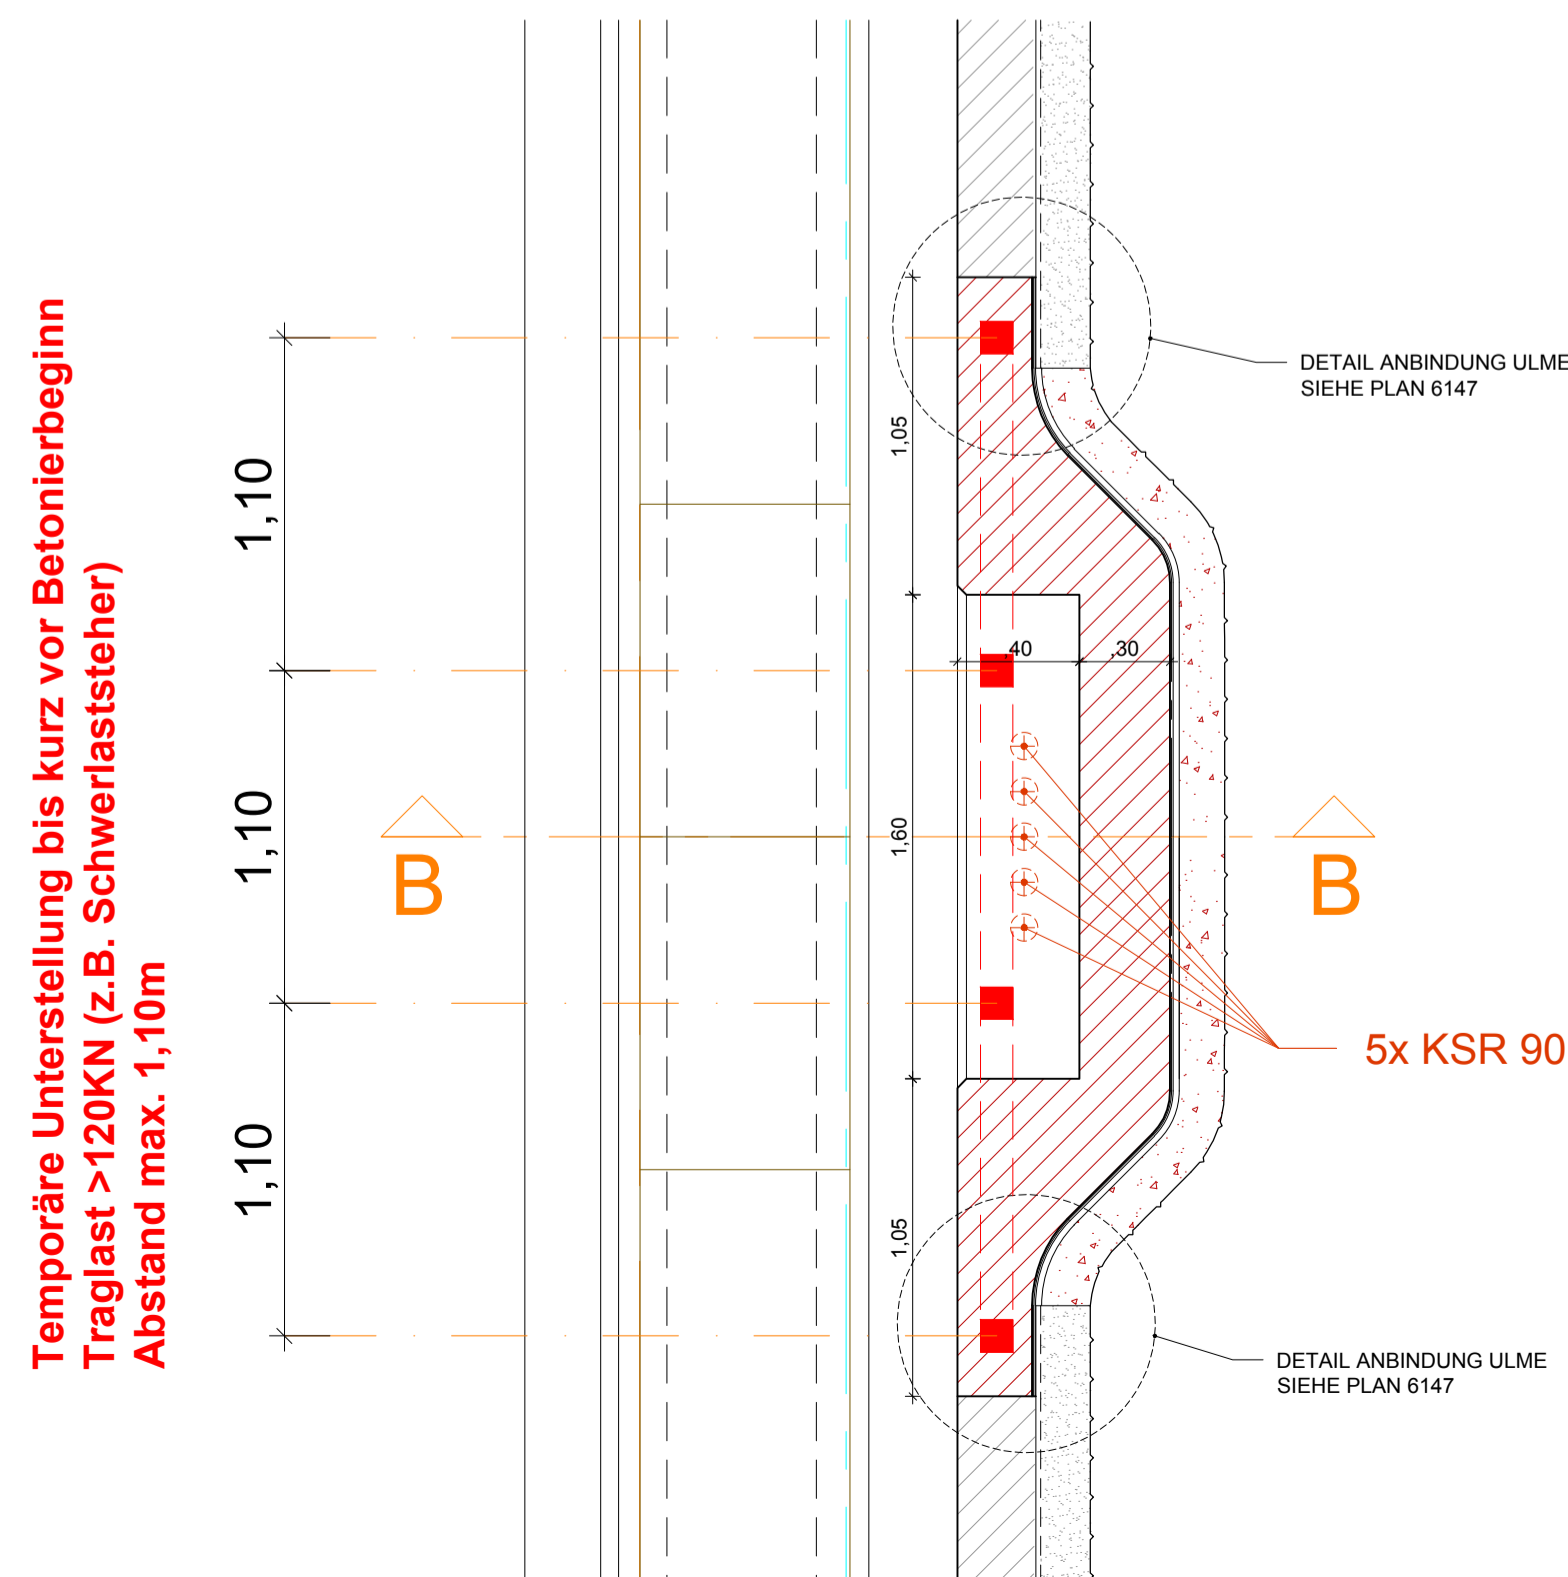 Temporäre Unterstellung bis kurz vor Betonierbeginn
Traglast >120KN (z.B. Schwerlaststeher)
Abstand max. 1,10m
1,10
1,10
1,10
1,05
1,60
1,05
,40
,30
DETAIL ANBINDUNG ULME
SIEHE PLAN 6147
B
B
5x KSR 90
DETAIL ANBINDUNG ULME
SIEHE PLAN 6147